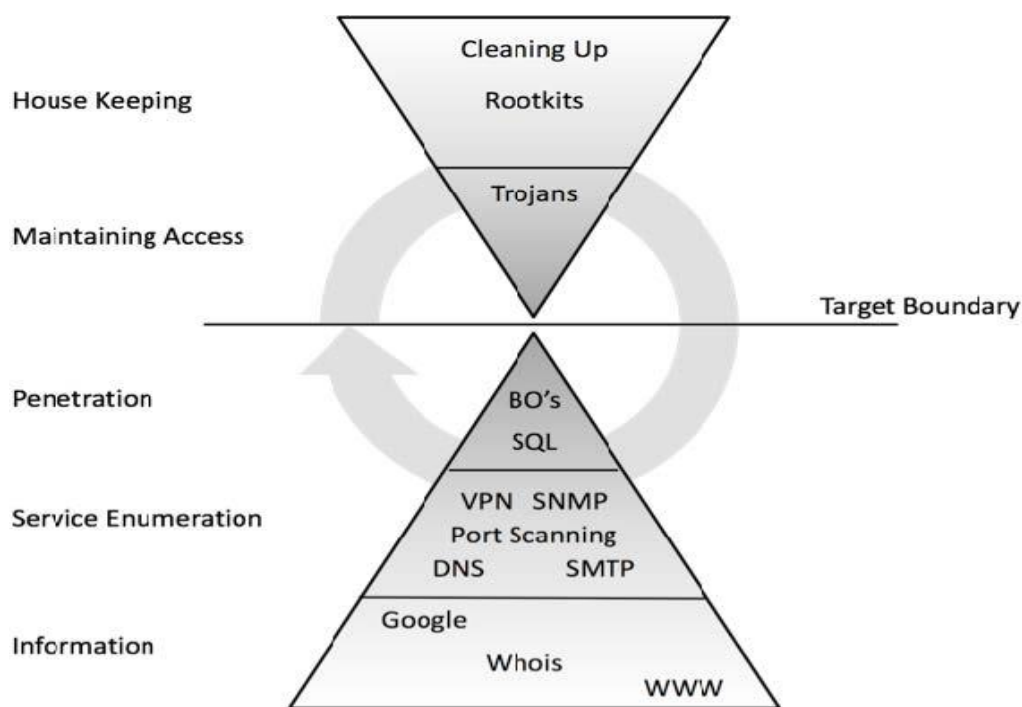 Cleaning Up
House Keeping
Rootkits
Trojans
Maintaining Access
Target Boundary
Penetration
BO's
SQL
VPN SNMP
Service Enumeration
Port Scanning
DNS SMTP
Google
Information
Whois
WWW